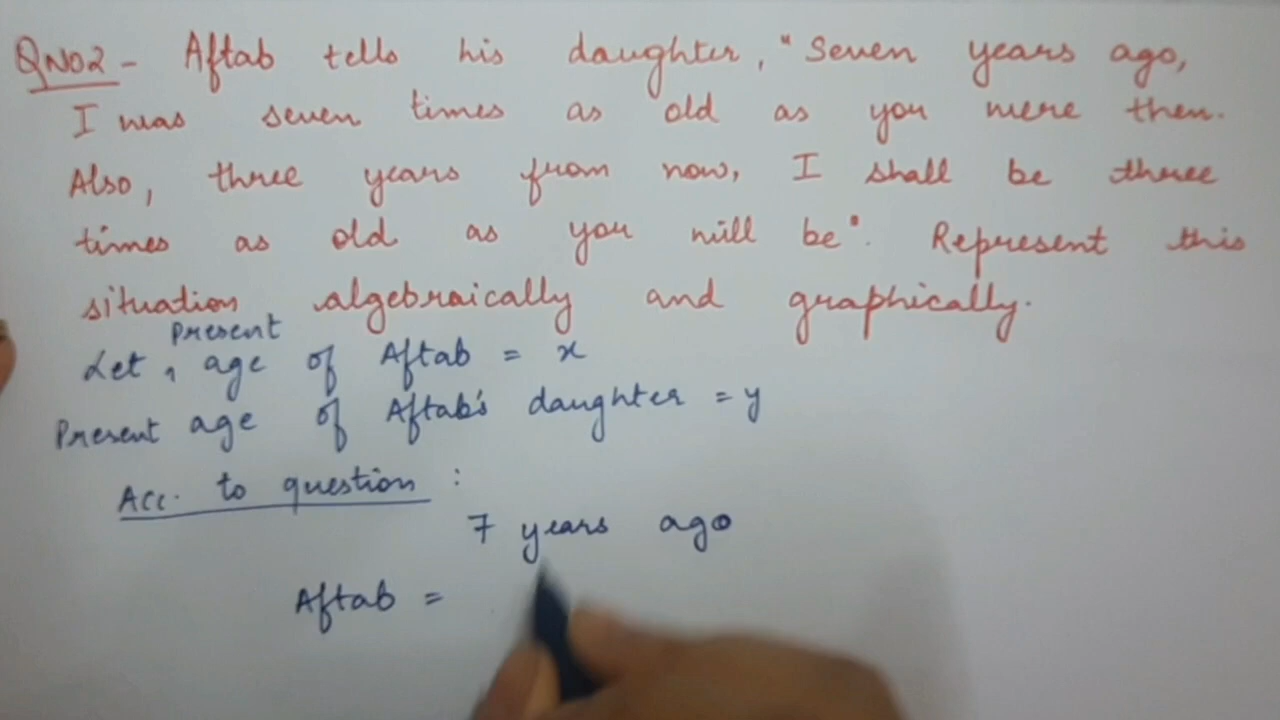 QNO2 - Aftab tells his daughter, "Seven years ago,
I was seven times as old as you were then.
Also, three years from now, I shall be three
times as old as you will be". Represent this
situation algebraically and graphically.
Let, Present age of Aftab = x
Present age of Aftab's daughter = y
Acc. to question :
7 years ago
Aftab =